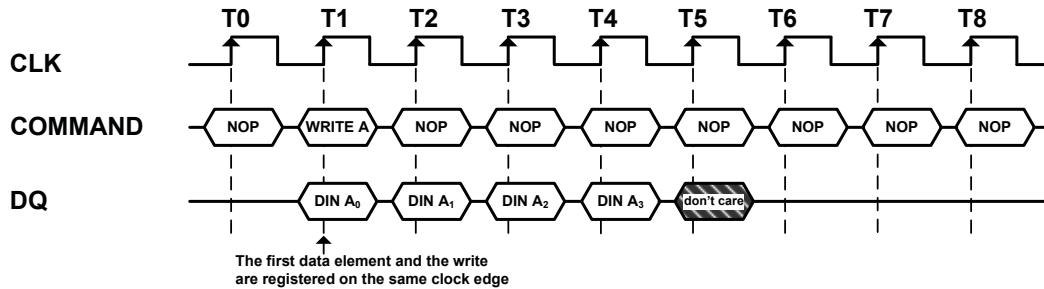 T0 T1 T2 T3 T4 T5 T6 T7 T8
CLK
COMMAND NOP WRITE A NOP NOP NOP NOP NOP NOP NOP
DQ DIN A₀ DIN A₁ DIN A₂ DIN A₃ don't care
The first data element and the write
are registered on the same clock edge